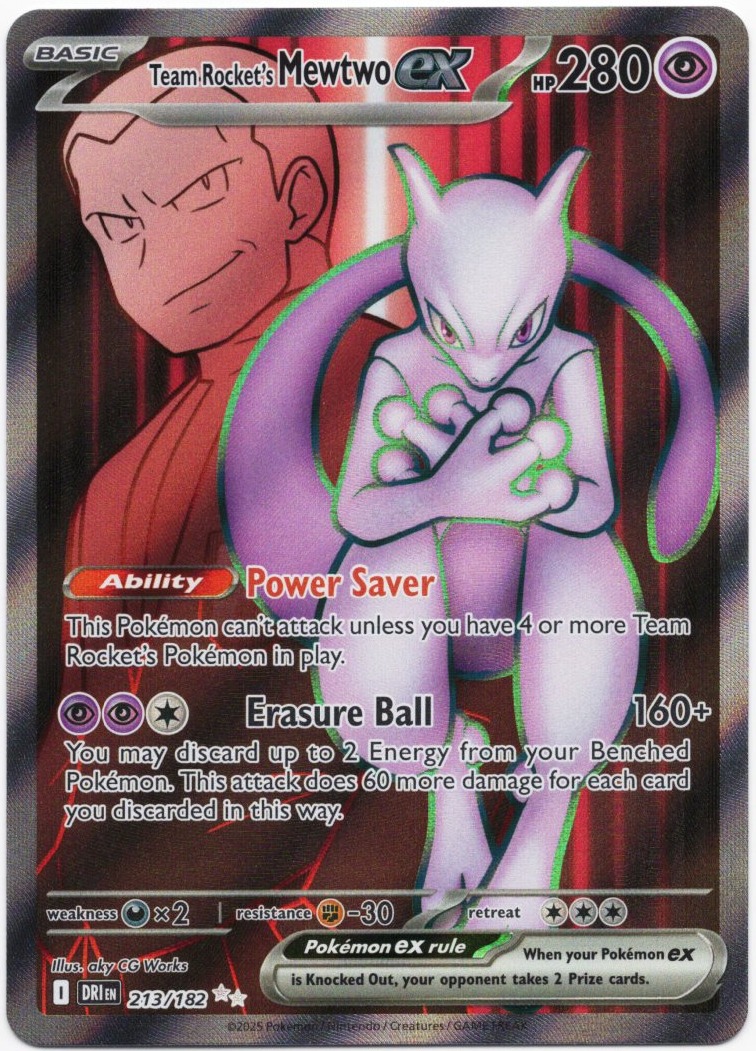 BASIC
Team Rocket's Mewtwo ex HP 280
Ability Power Saver
This Pokémon can't attack unless you have 4 or more Team
Rocket's Pokémon in play.
Erasure Ball 160+
You may discard up to 2 Energy from your Benched
Pokémon. This attack does 60 more damage for each card
you discarded in this way.
weakness ×2 resistance -30 retreat
Pokémon ex rule
When your Pokémon ex
is Knocked Out, your opponent takes 2 Prize cards.
Illus. aky CG Works
I DRI EN 213/182
©2025 Pokémon / Nintendo / Creatures / GAME FREAK